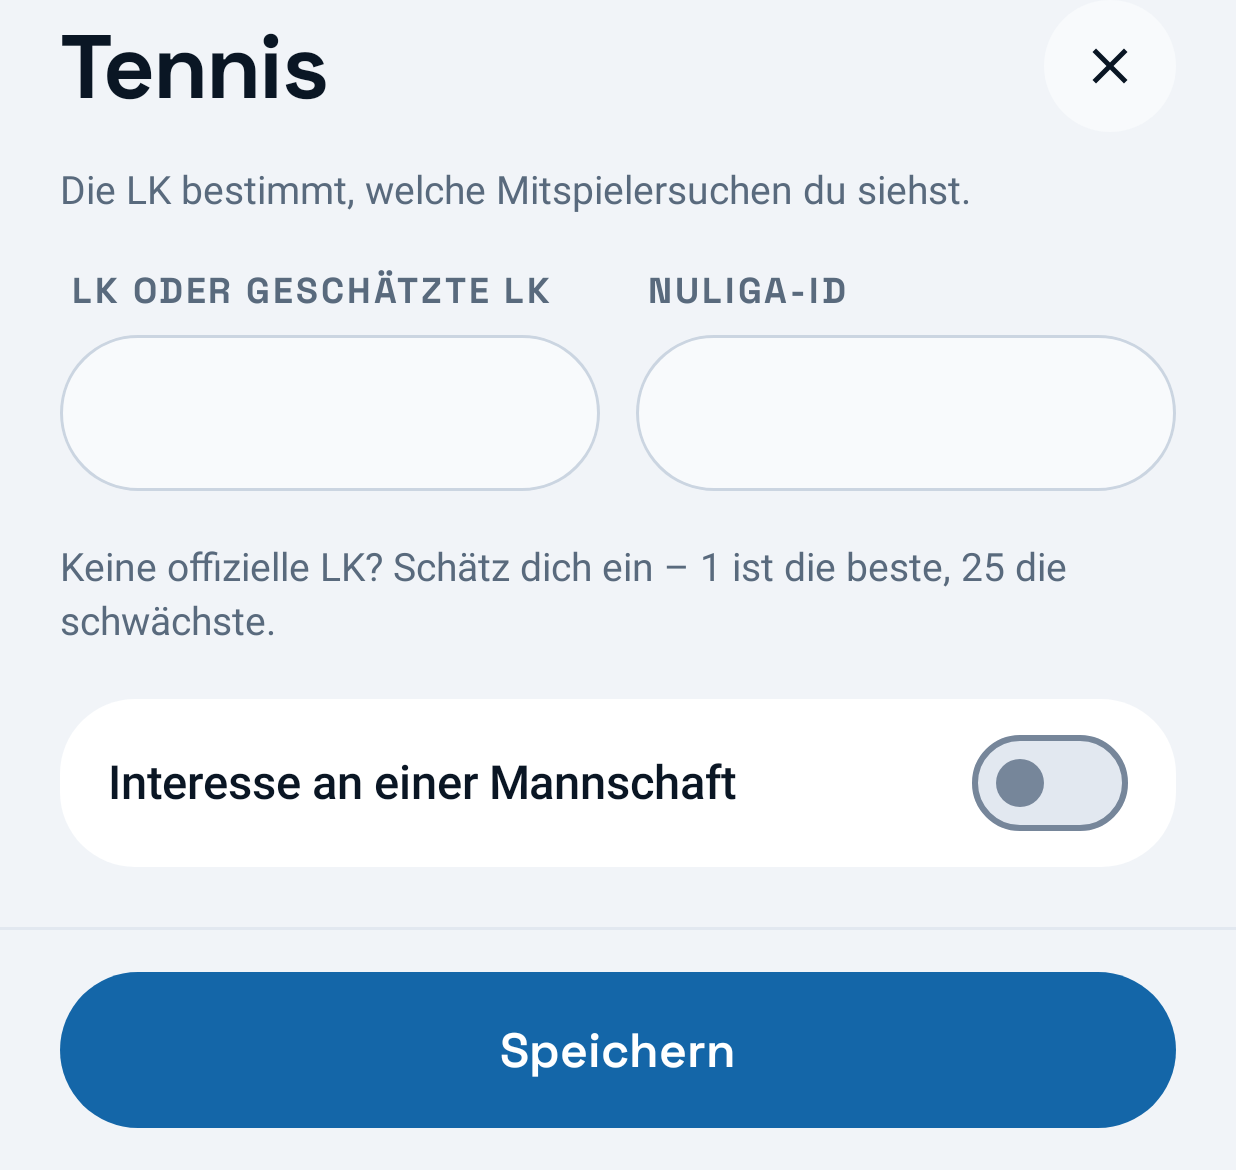 Tennis
Die LK bestimmt, welche Mitspielersuchen du siehst.
LK ODER GESCHÄTZTE LK
NULIGA-ID
Keine offizielle LK? Schätz dich ein – 1 ist die beste, 25 die
schwächste.
Interesse an einer Mannschaft
Speichern